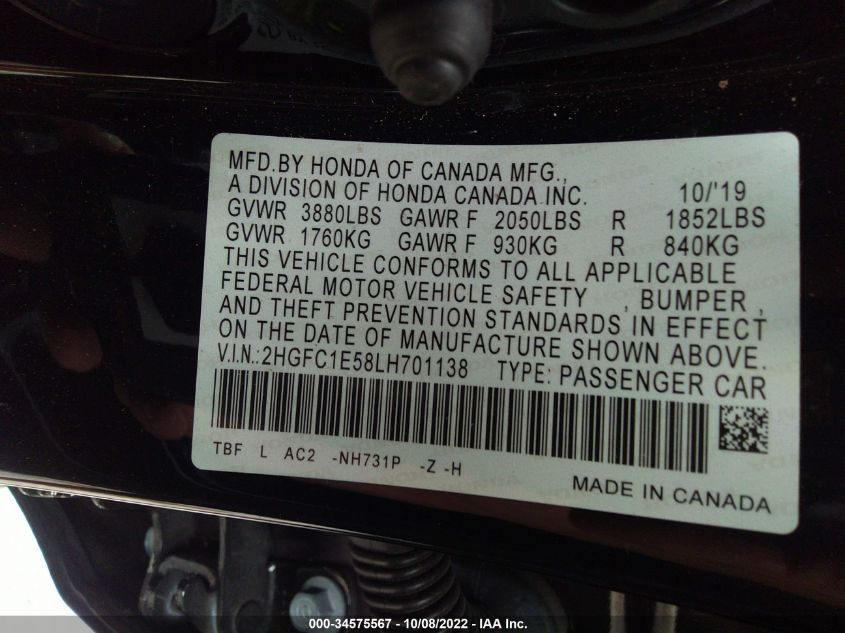 MFD.BY HONDA OF CANADA MFG.,
A DIVISION OF HONDA CANADA INC. 10/'19
GVWR 3880LBS GAWR F 2050LBS R 1852LBS
GVWR 1760KG GAWR F 930KG R 840KG
THIS VEHICLE CONFORMS TO ALL APPLICABLE
FEDERAL MOTOR VEHICLE SAFETY , BUMPER ,
AND THEFT PREVENTION STANDARDS IN EFFECT
ON THE DATE OF MANUFACTURE SHOWN ABOVE.
V.I.N.:2HGFC1E58LH701138 TYPE: PASSENGER CAR
TBF L AC2 -NH731P -Z -H
MADE IN CANADA
000-34575567 - 10/08/2022 - IAA Inc.